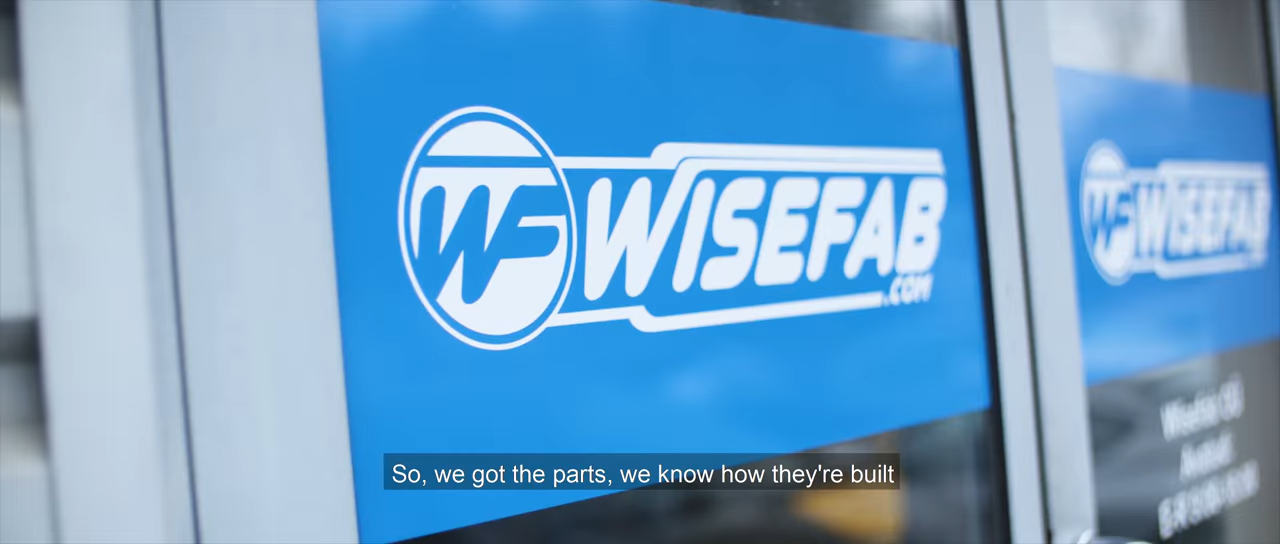 WF WISEFAB
.COM
WF WISEFAB
So, we got the parts, we know how they're built